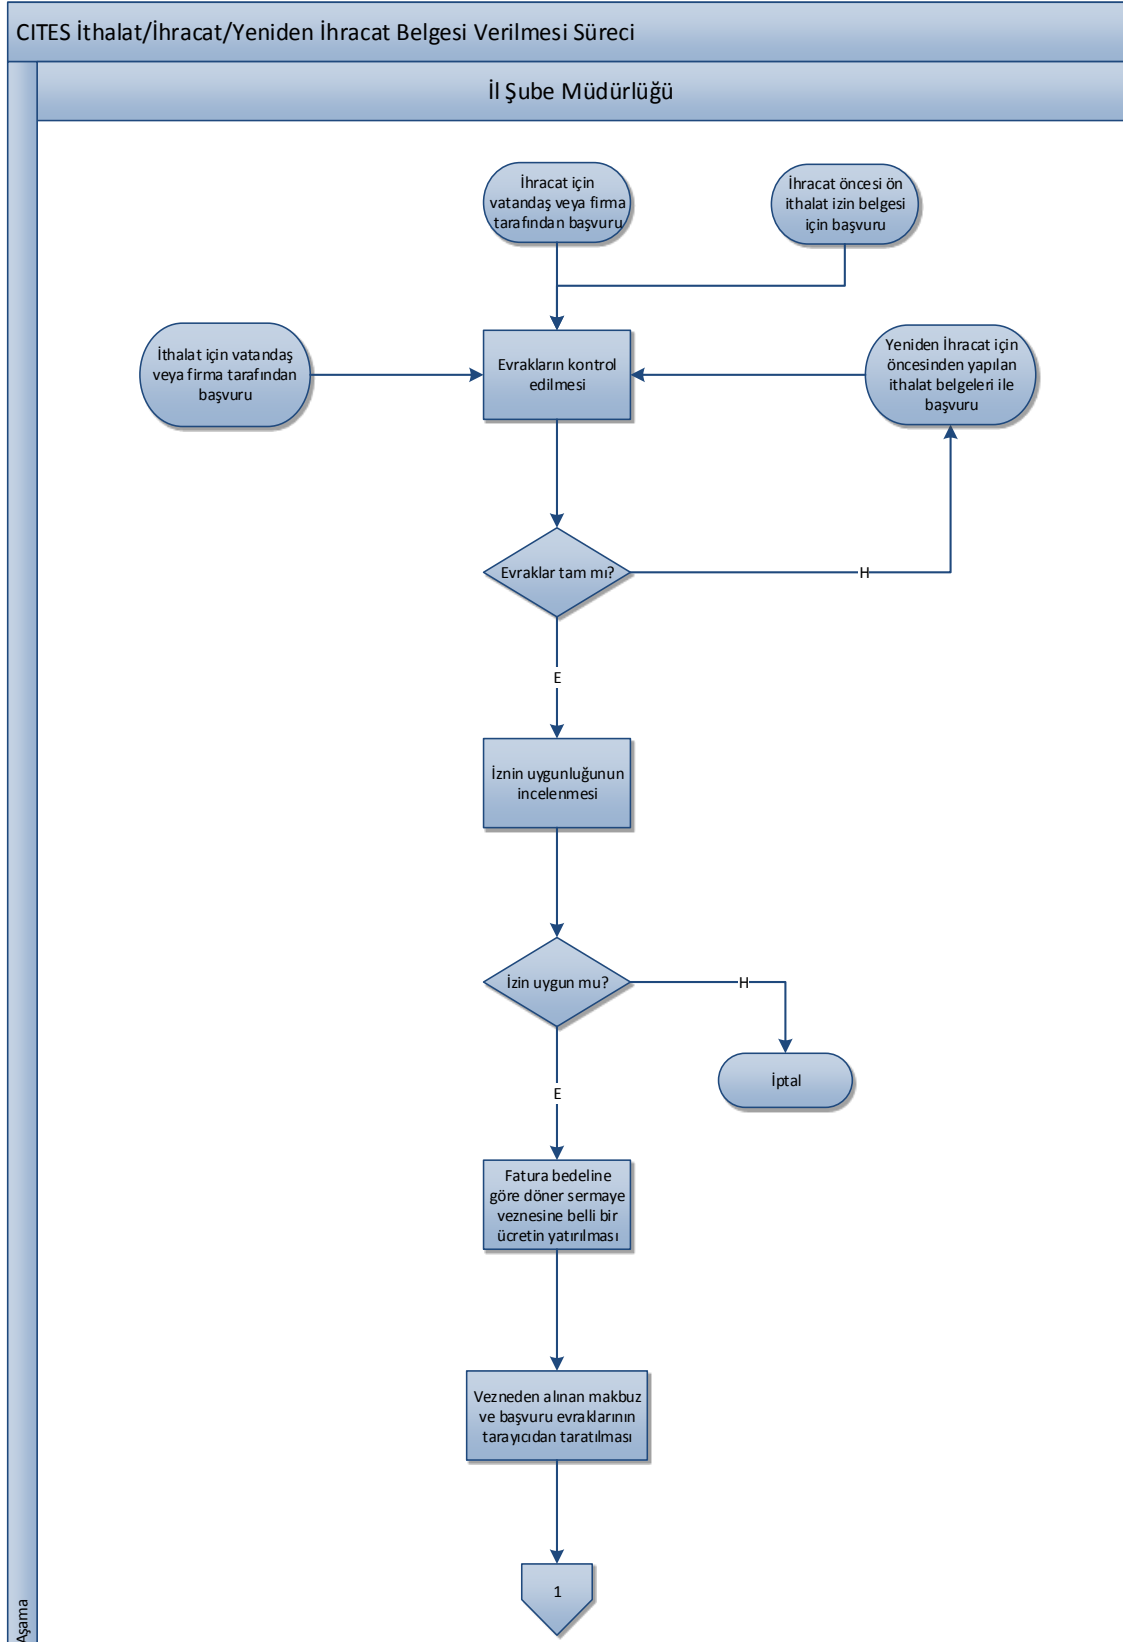 CITES İthalat/İhracat/Yeniden İhracat Belgesi Verilmesi Süreci
İl Şube Müdürlüğü
İhracat için
vatandaş veya firma
tarafından başvuru
İhracat öncesi ön
ithalat izin belgesi
için başvuru
İthalat için vatandaş
veya firma tarafından
başvuru
Evrakların kontrol
edilmesi
Yeniden İhracat için
öncesinden yapılan
ithalat belgeleri ile
başvuru
Evraklar tam mı?
H
E
İznin uygunluğunun
incelenmesi
İzin uygun mu?
H
İptal
E
Fatura bedeline
göre döner sermaye
veznesine belli bir
ücretin yatırılması
Vezneden alınan makbuz
ve başvuru evraklarının
tarayıcıdan taratılması
1
Aşama